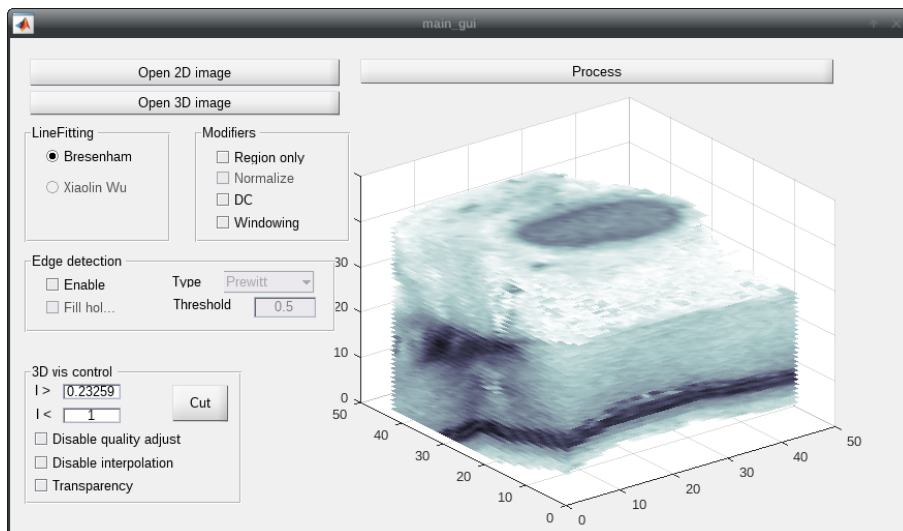 main_gui
Open 2D image
Process
Open 3D image
LineFitting
Bresenham
Xiaolin Wu
Modifiers
Region only
Normalize
DC
Windowing
Edge detection
Enable
Type
Prewitt
Fill hol...
Threshold
0.5
3D vis control
I >
0.23259
I <
1
Cut
Disable quality adjust
Disable interpolation
Transparency
30
20
10
0
50
40
30
20
10
0
0
10
20
30
40
50